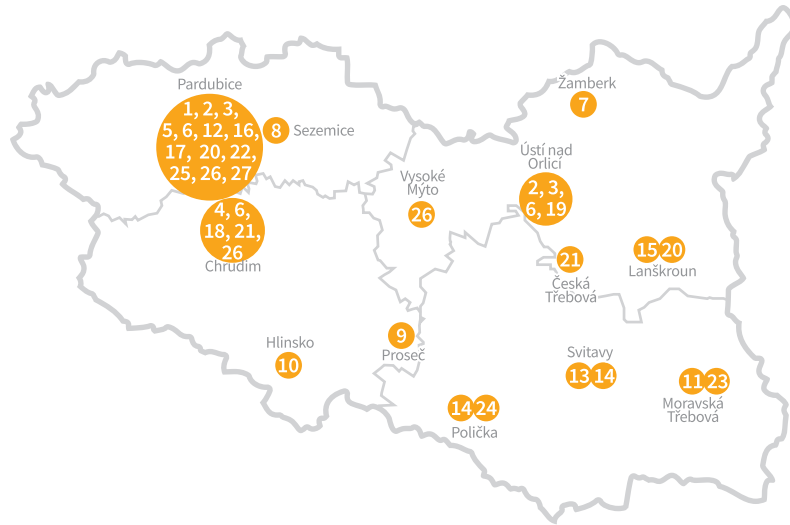 Pardubice
1, 2, 3,
5, 6, 12, 16,
17, 20, 22,
25, 26, 27
8 Sezemice
Žamberk
7
Ústí nad
Orlicí
2, 3,
6, 19
Vysoké
Mýto
26
4, 6,
18, 21,
26
Chrudim
21
Česká
Třebová
15 20
Lanškroun
9
Proseč
Hlinsko
10
Svitavy
13 14
11 23
Moravská
Třebová
14 24
Polička